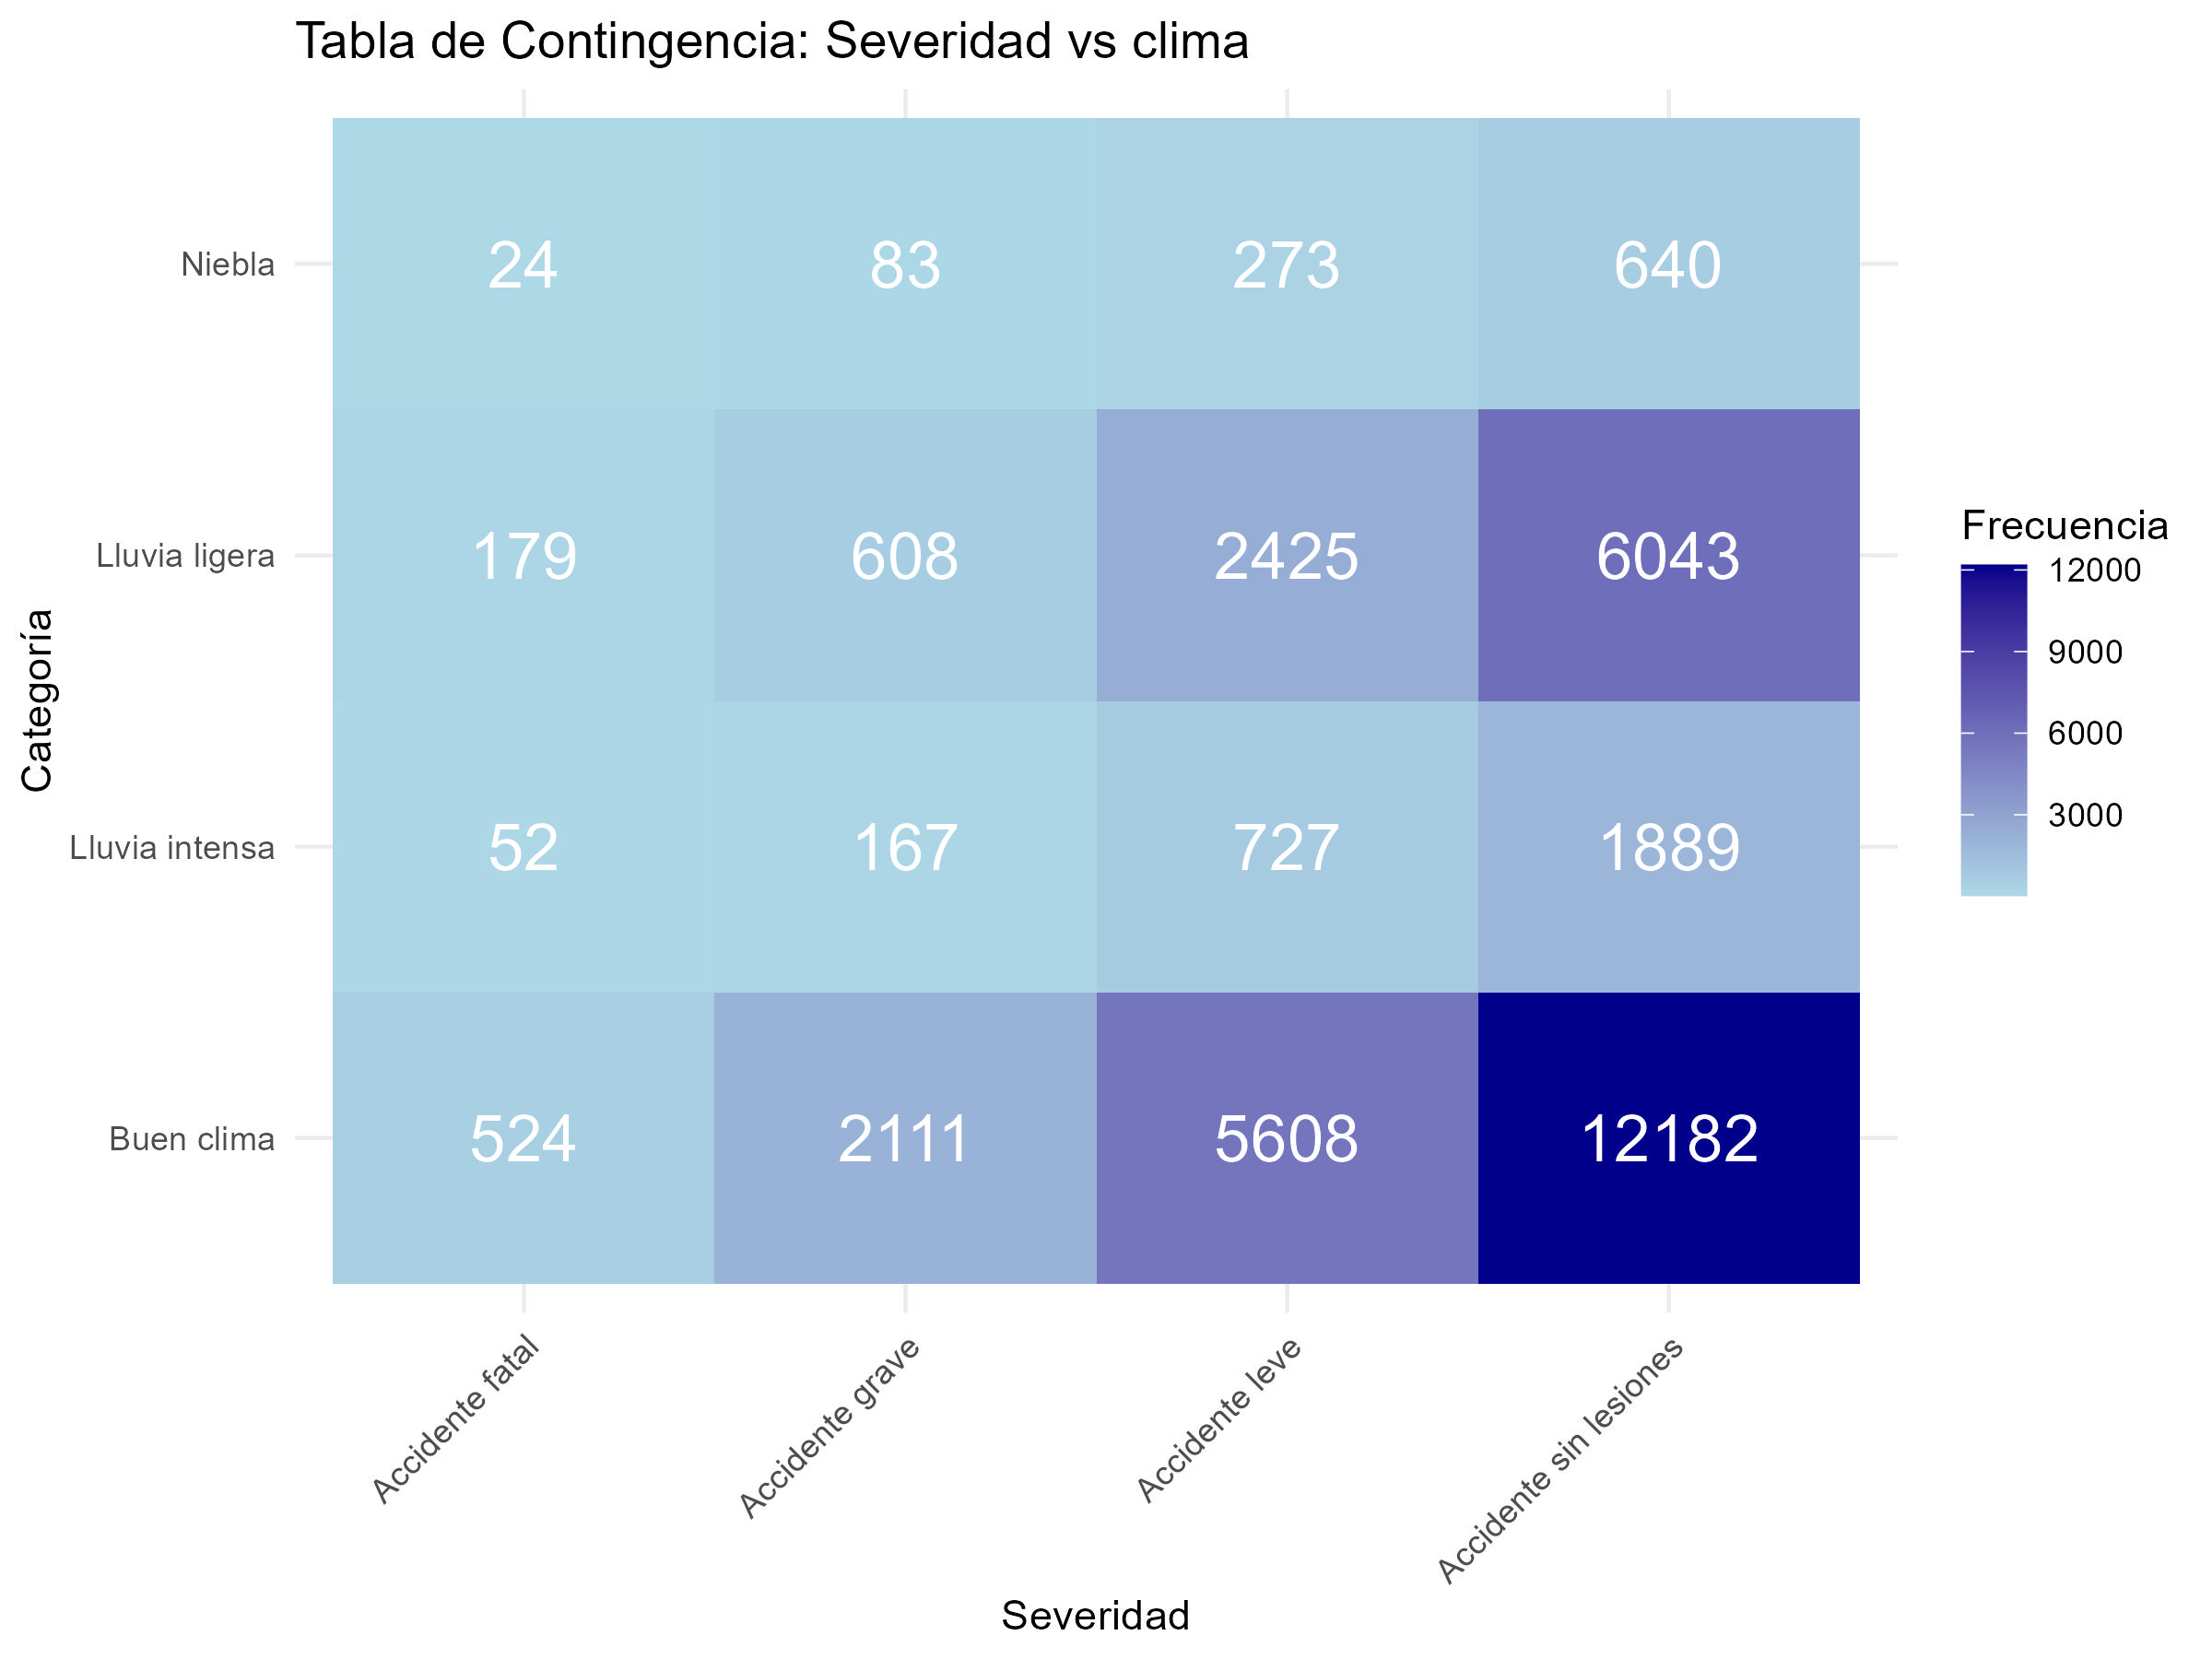 Tabla de Contingencia: Severidad vs clima
Categoría
Niebla
24 83 273 640
Lluvia ligera
179 608 2425 6043
Lluvia intensa
52 167 727 1889
Buen clima
524 2111 5608 12182
Accidente fatal
Accidente grave
Accidente leve
Accidente sin lesiones
Severidad
Frecuencia
12000
9000
6000
3000